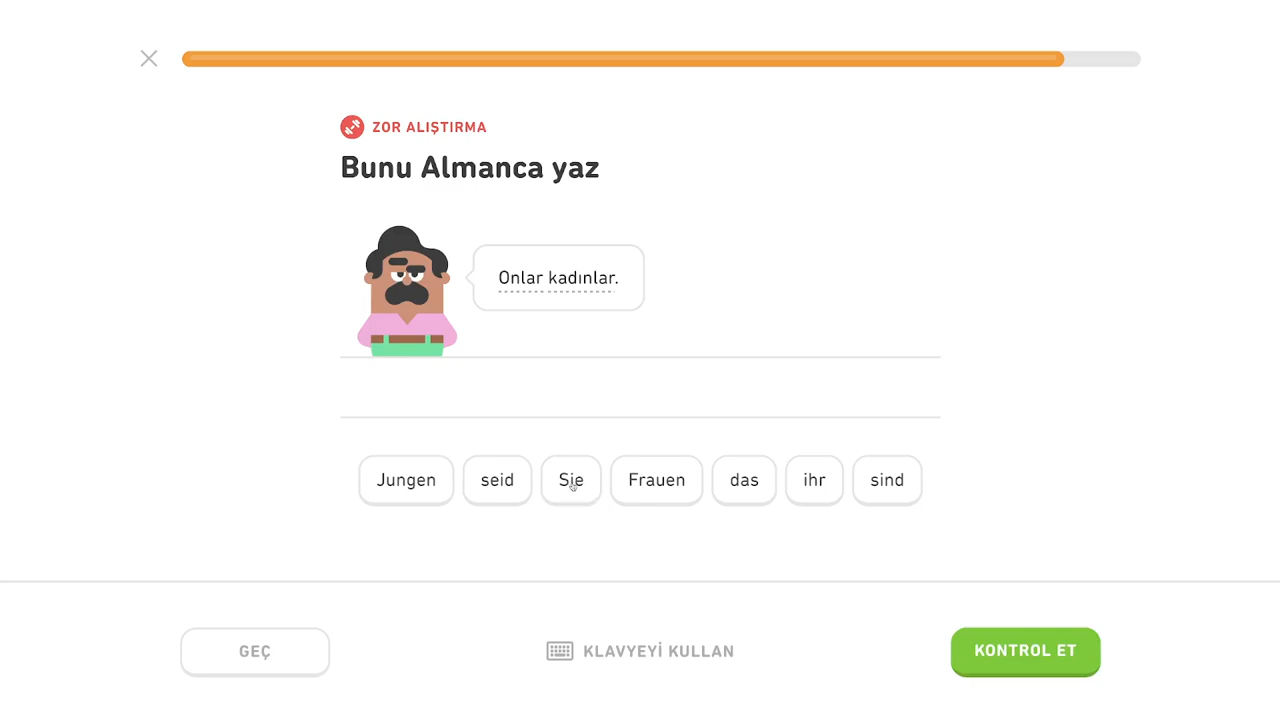 ZOR ALIŞTIRMA
Bunu Almanca yaz
Onlar kadınlar.
Jungen seid Sie Frauen das ihr sind
GEÇ KLAVYEYİ KULLAN KONTROL ET